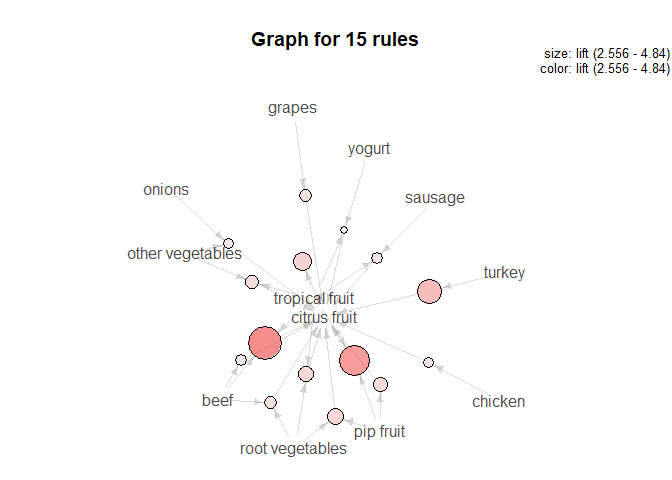 Graph for 15 rules
size: lift (2.556 - 4.84)
color: lift (2.556 - 4.84)
grapes
yogurt
onions
sausage
other vegetables
turkey
tropical fruit
citrus fruit
beef
chicken
pip fruit
root vegetables